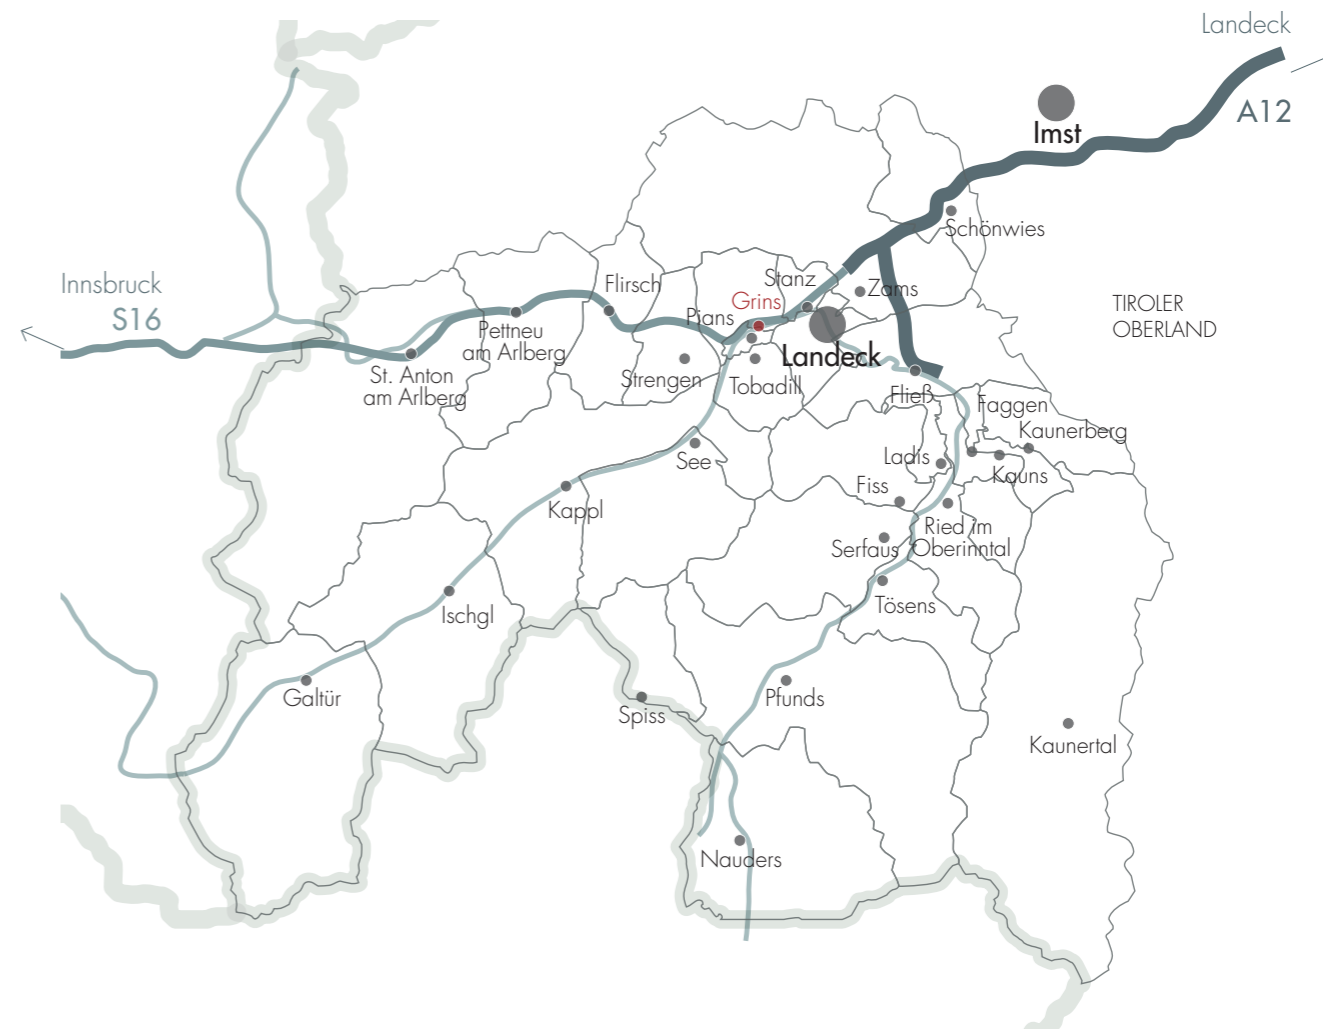 Landeck
A12
Imst
Schönwies
Innsbruck
S16
Flirsch
Stanz
Zams
Grins
Pians
TIROLER
OBERLAND
Pettneu
am Arlberg
Landeck
St. Anton
am Arlberg
Strengen
Tobadill
Fließ
Faggen
Kaunerberg
See
Ladis
Kauns
Fiss
Kappl
Ried im
Oberinntal
Serfaus
Tösens
Ischgl
Galtür
Spiss
Pfunds
Kaunertal
Nauders